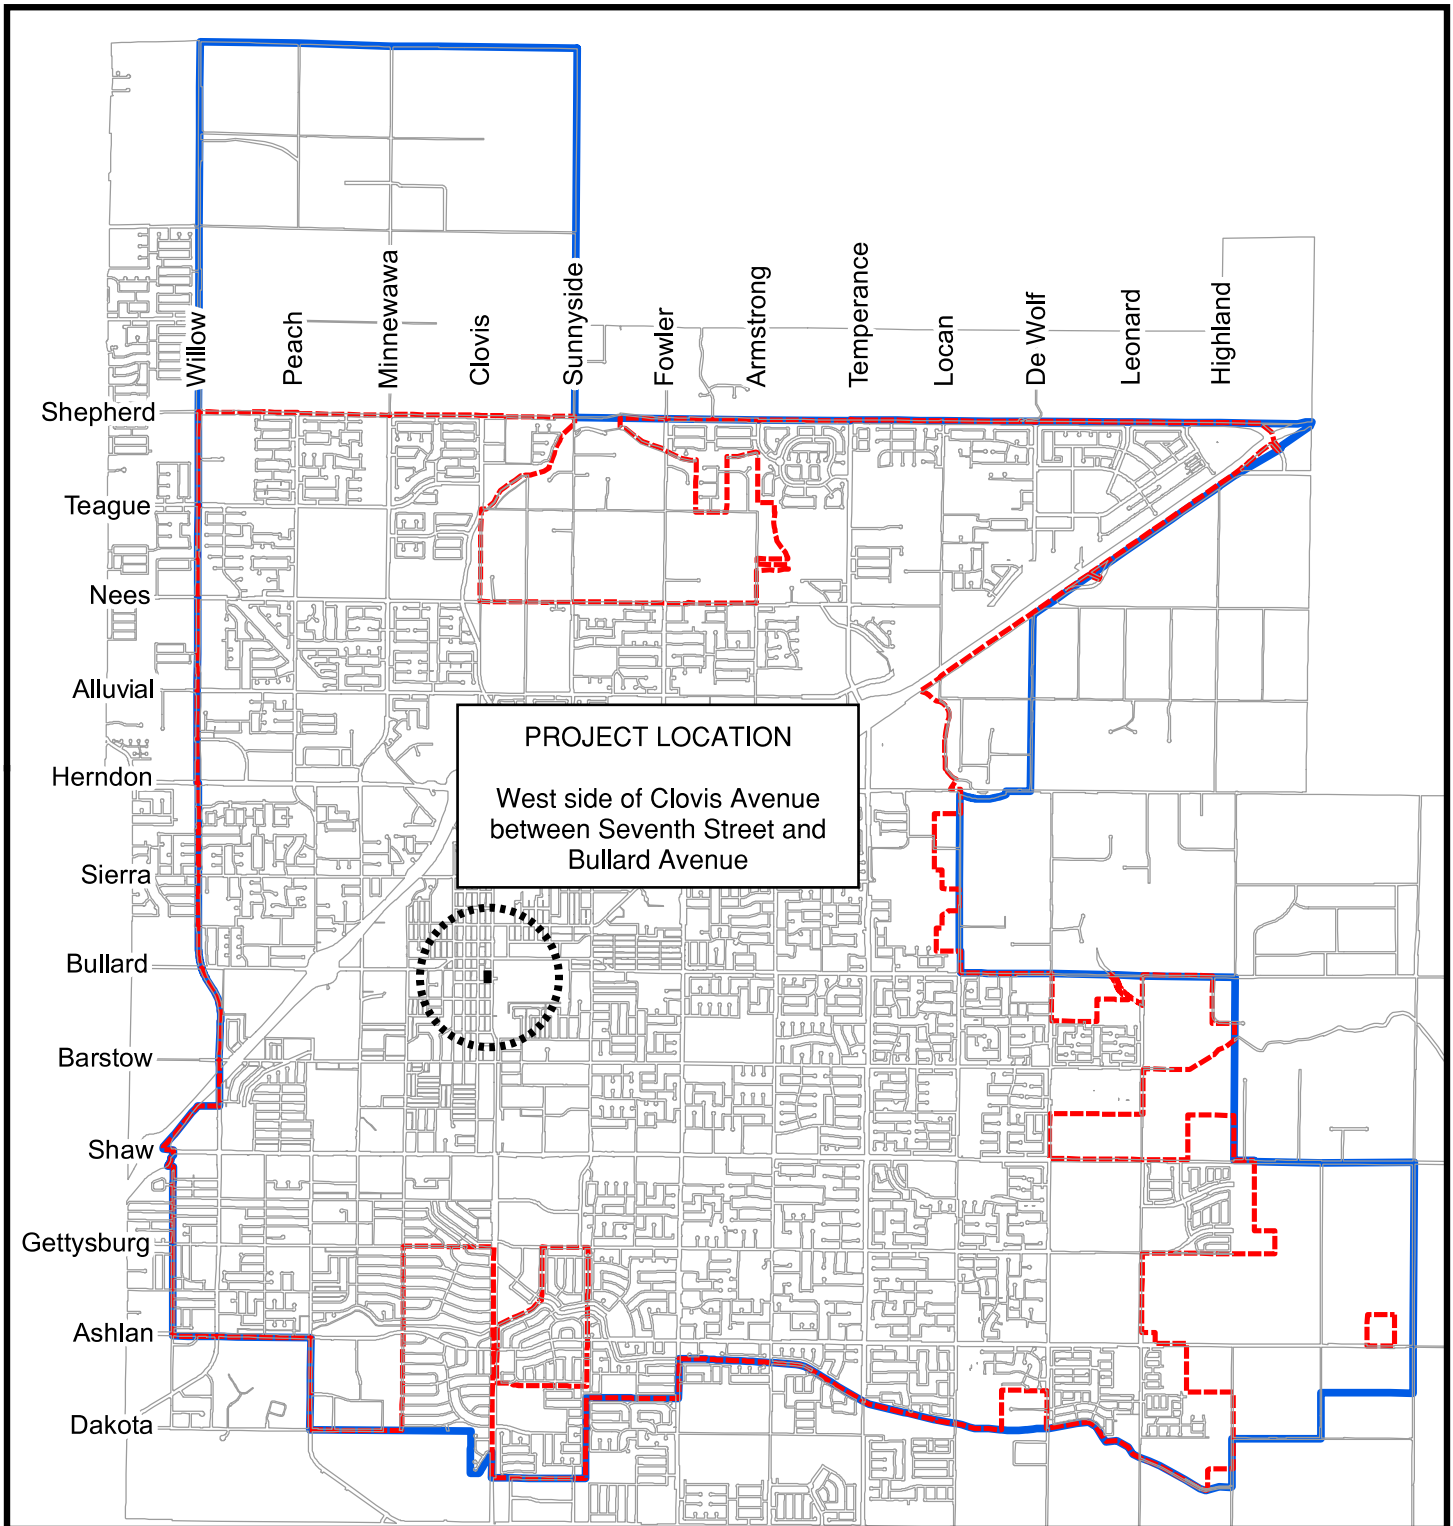 Willow
Peach
Minnewawa
Clovis
Sunnyside
Fowler
Armstrong
Temperance
Locan
De Wolf
Leonard
Highland
Shepherd
Teague
Nees
Alluvial
Herndon
Sierra
Bullard
Barstow
Shaw
Gettysburg
Ashlan
Dakota
PROJECT LOCATION
West side of Clovis Avenue
between Seventh Street and
Bullard Avenue